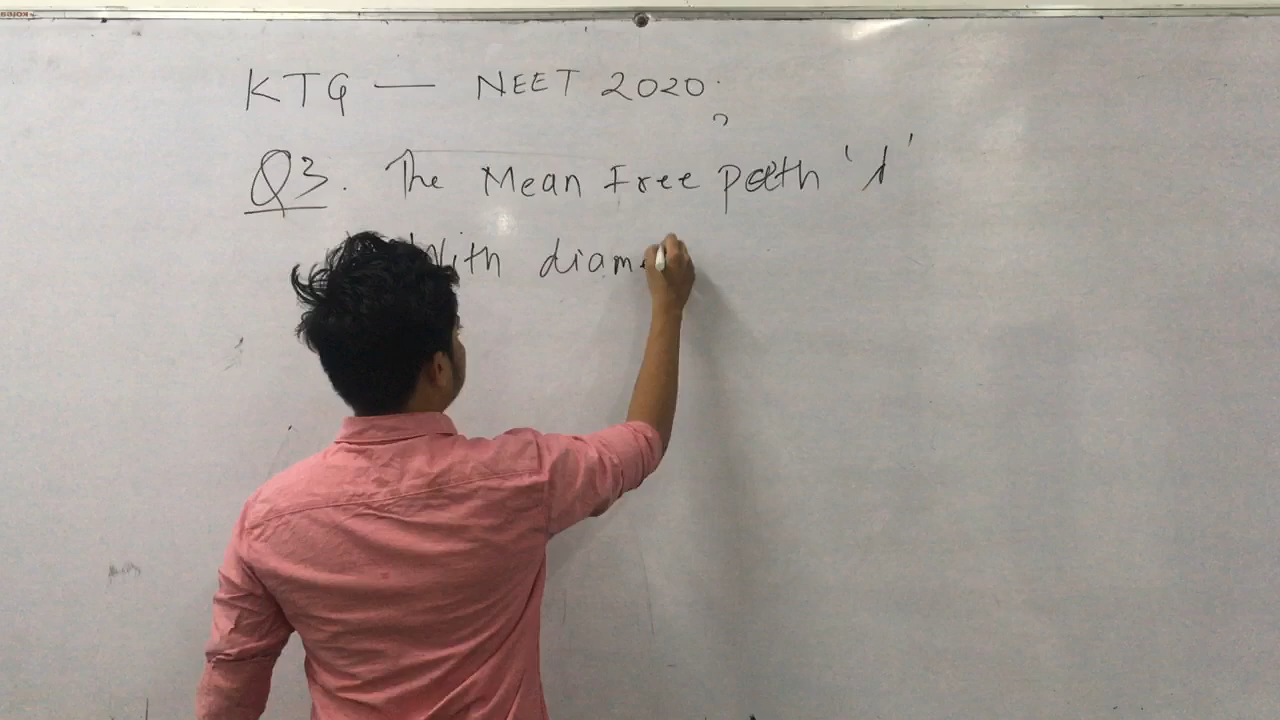 KTG — NEET 2020.
Q3. The Mean Free path 'λ'
With diam